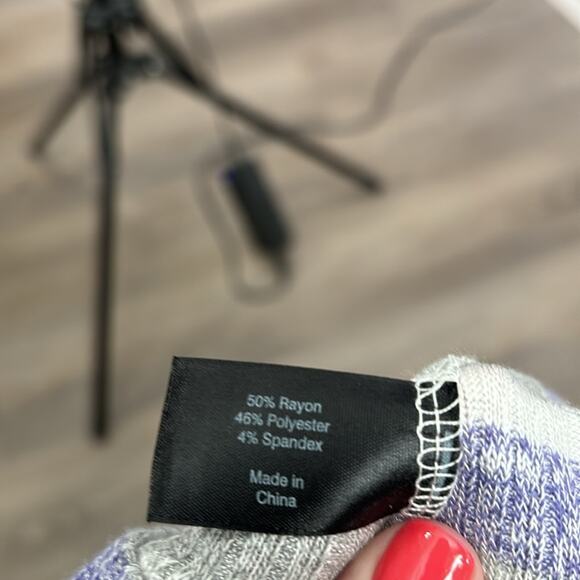 50% Rayon
46% Polyester
4% Spandex
Made in
China